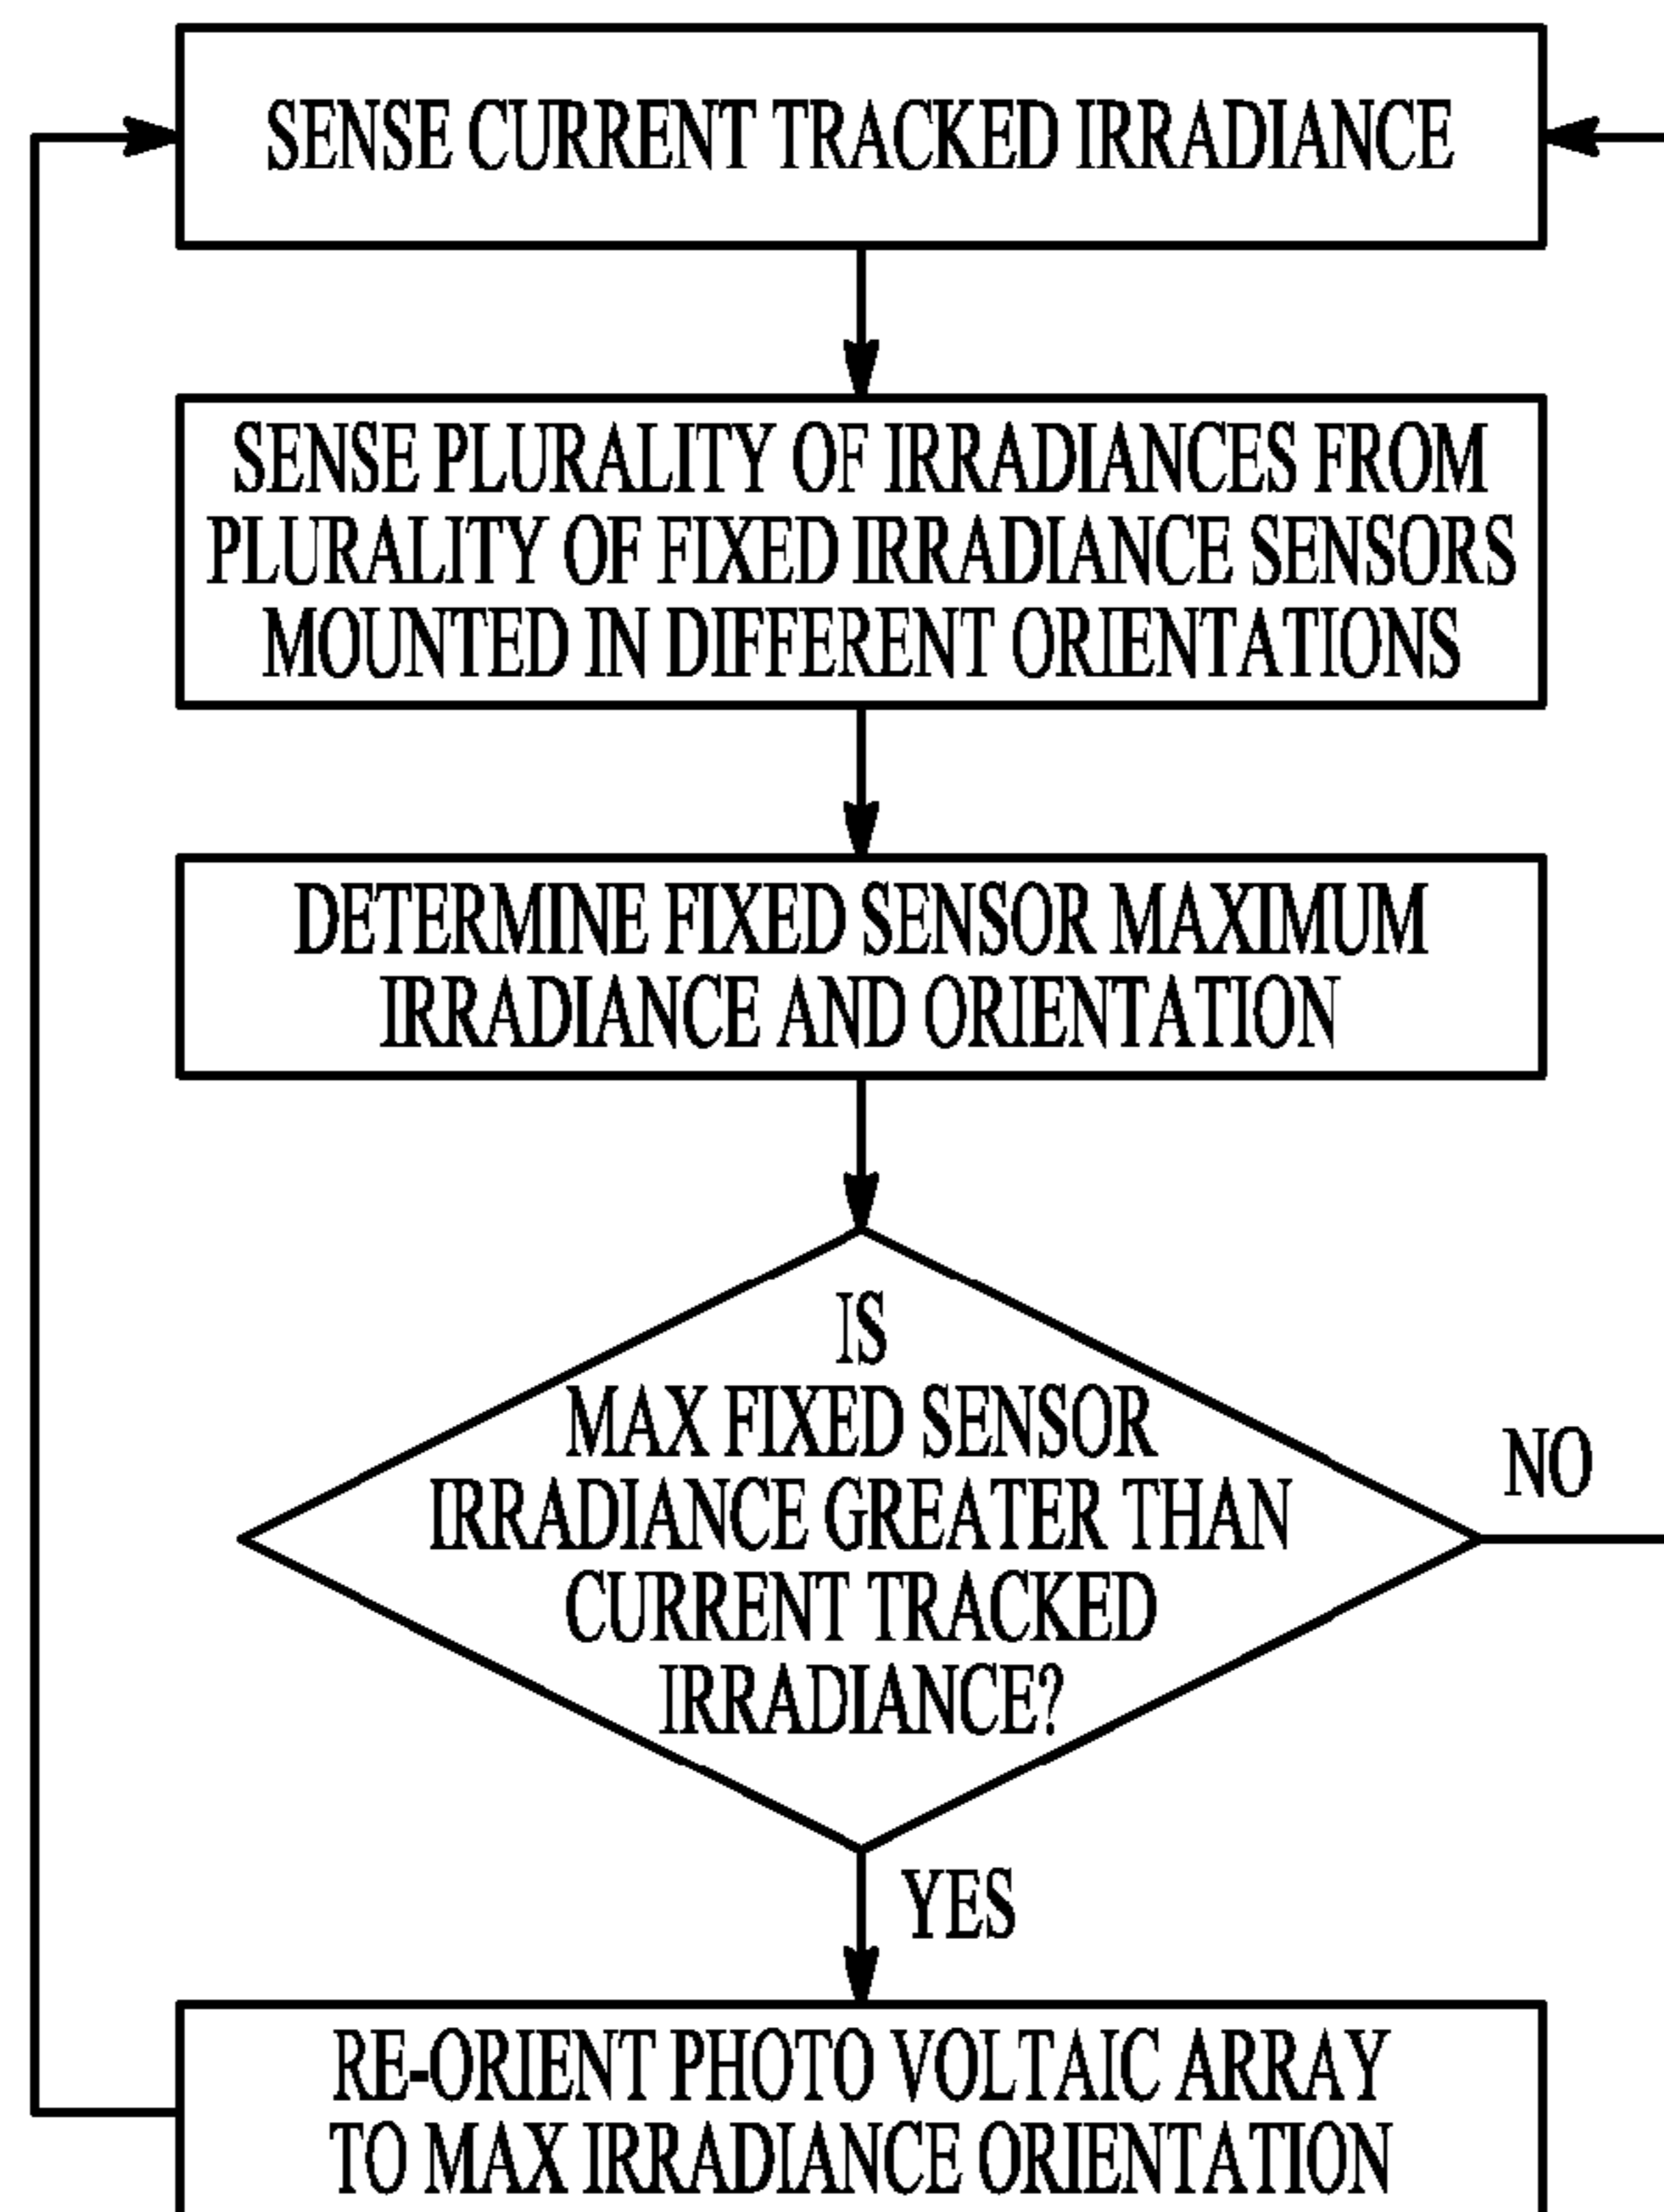 SENSE CURRENT TRACKED IRRADIANCE
SENSE PLURALITY OF IRRADIANCES FROM
PLURALITY OF FIXED IRRADIANCE SENSORS
MOUNTED IN DIFFERENT ORIENTATIONS
DETERMINE FIXED SENSOR MAXIMUM
IRRADIANCE AND ORIENTATION
IS
MAX FIXED SENSOR
IRRADIANCE GREATER THAN
CURRENT TRACKED
IRRADIANCE?
NO
YES
RE-ORIENT PHOTO VOLTAIC ARRAY
TO MAX IRRADIANCE ORIENTATION